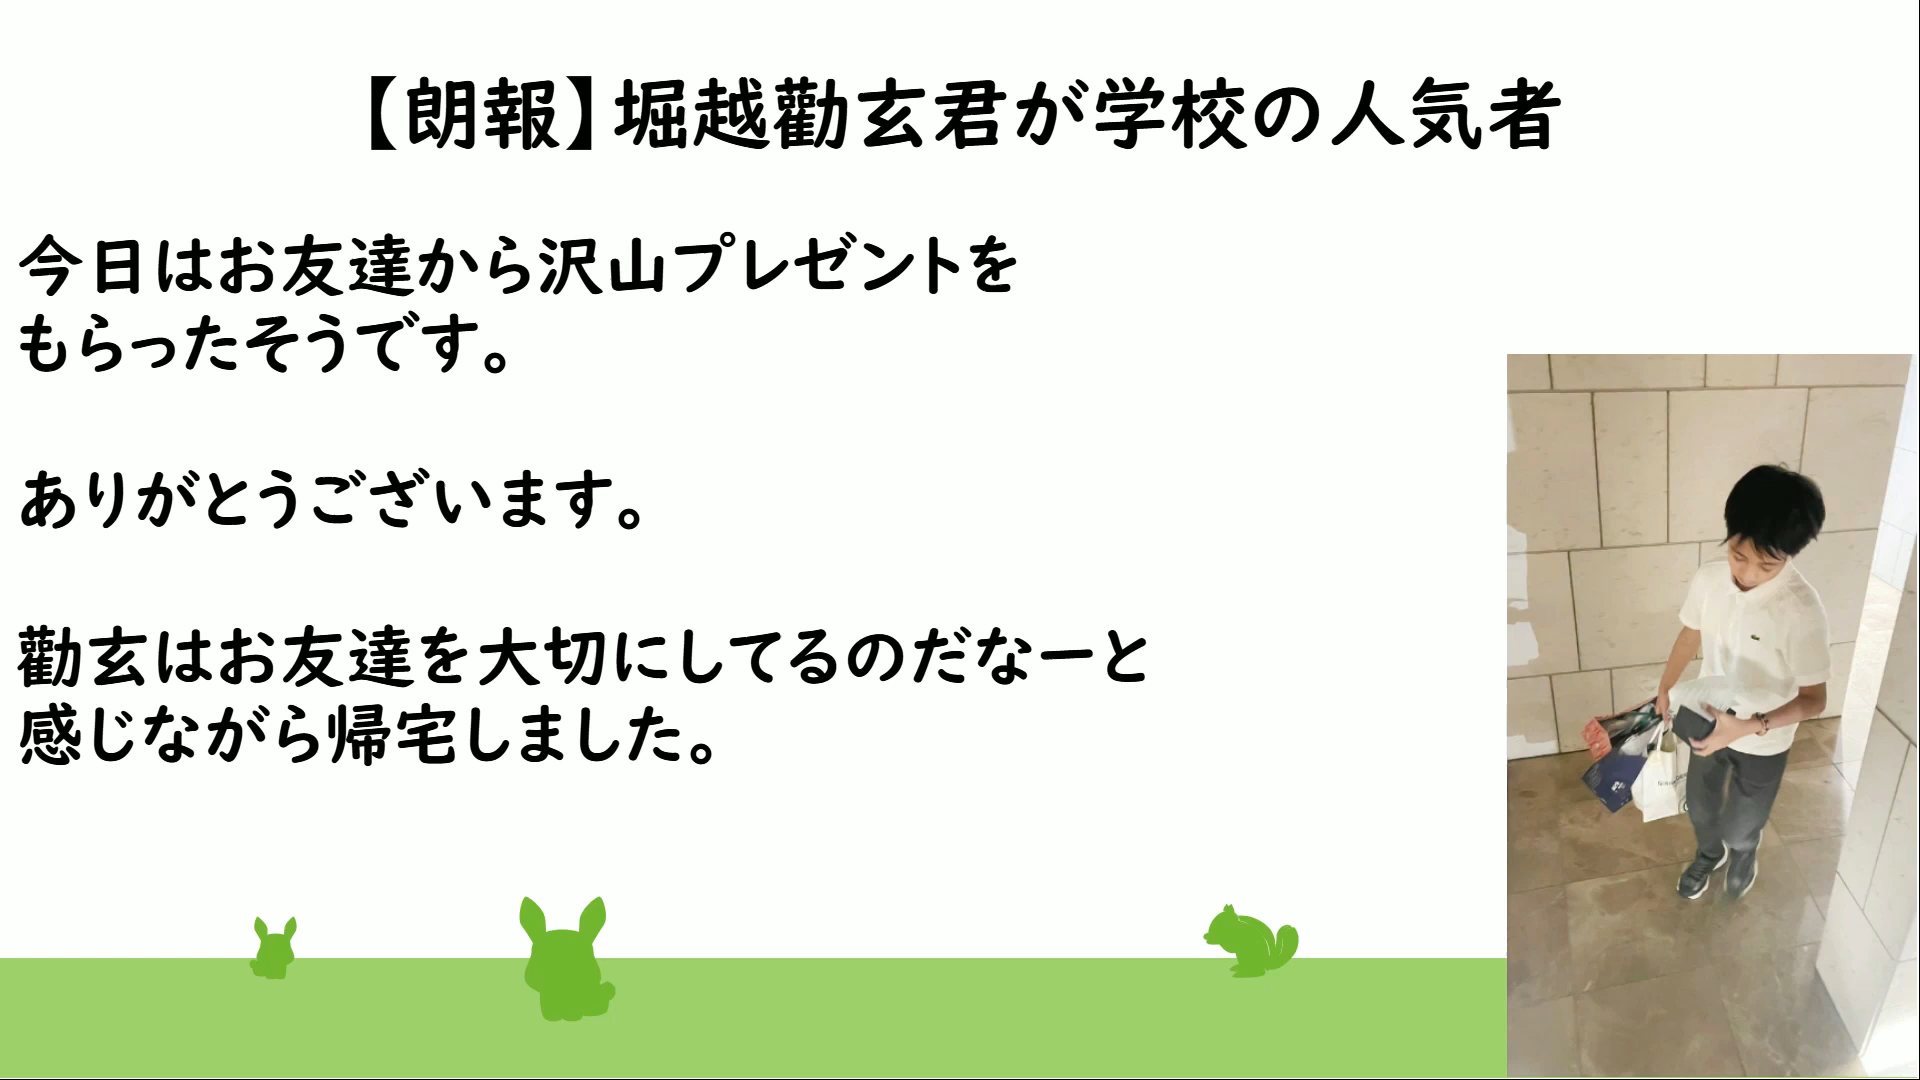 【朗報】堀越勸玄君が学校の人気者
今日はお友達から沢山プレゼントを
もらったそうです。
ありがとうございます。
勸玄はお友達を大切にしてるのだなーと
感じながら帰宅しました。